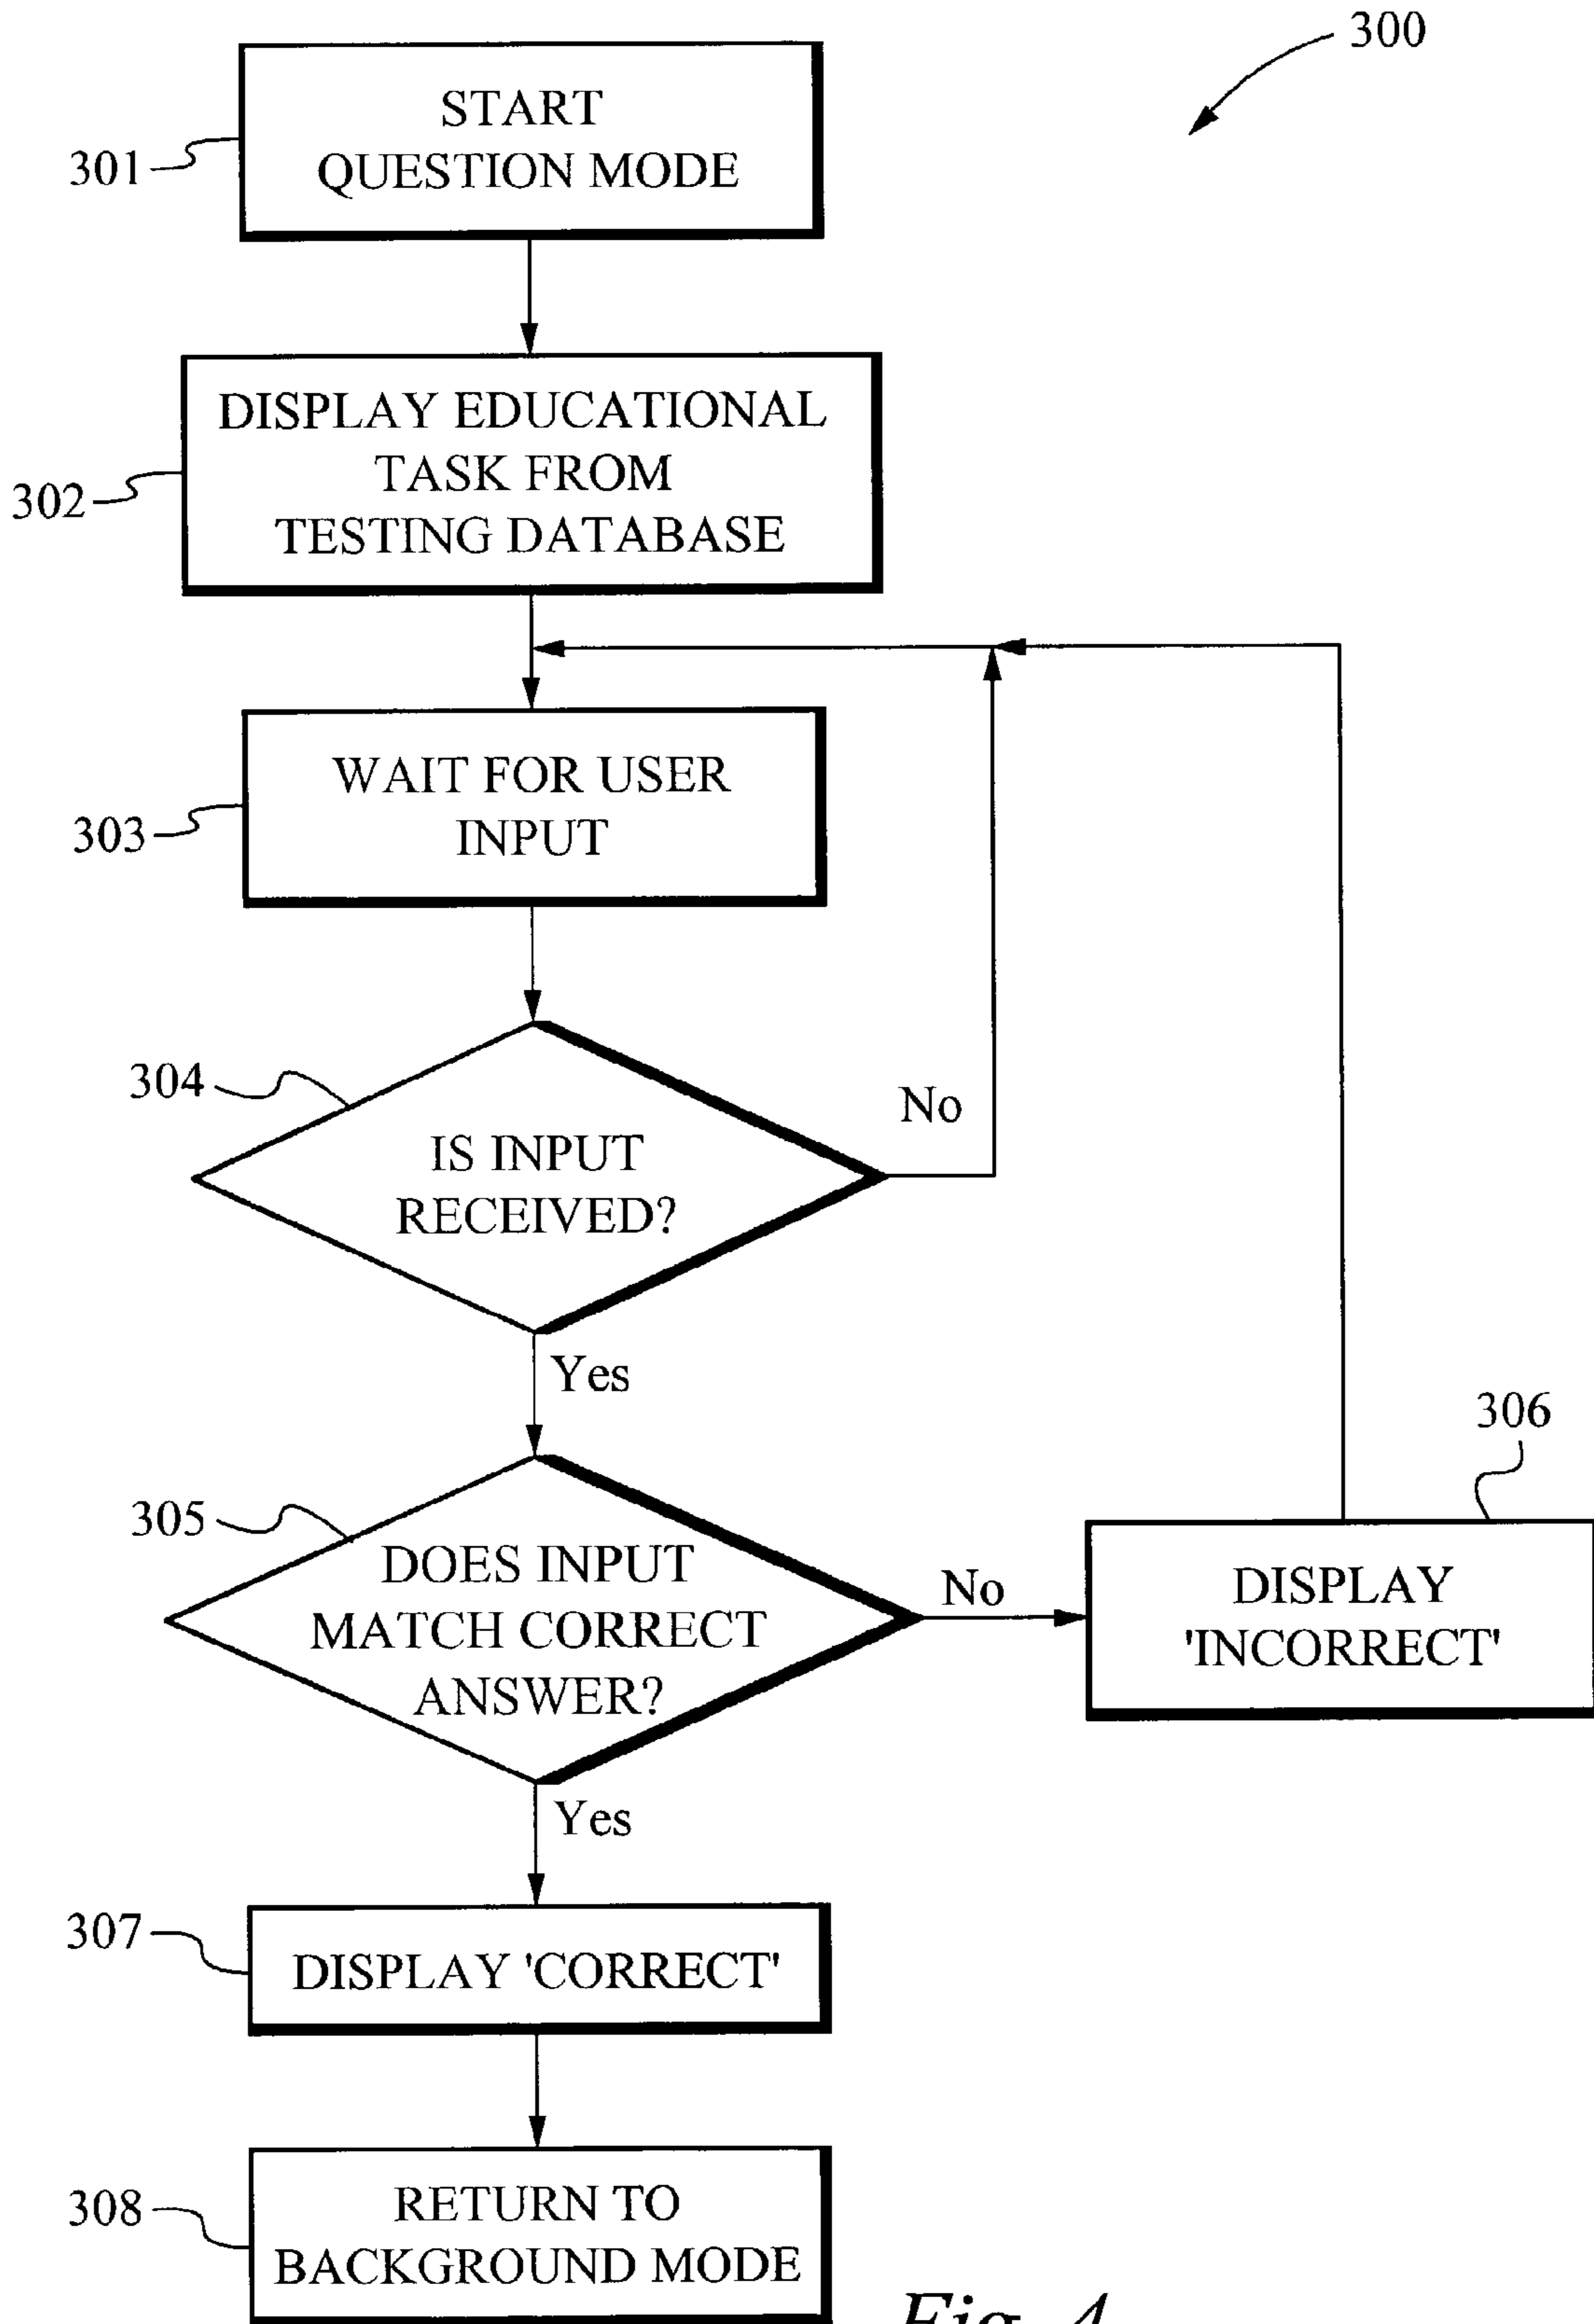 300
START
QUESTION MODE
301
DISPLAY EDUCATIONAL
TASK FROM
TESTING DATABASE
302
WAIT FOR USER
INPUT
303
304
No
IS INPUT
RECEIVED?
Yes
306
305
DOES INPUT
MATCH CORRECT
ANSWER?
No
DISPLAY
'INCORRECT'
Yes
307
DISPLAY 'CORRECT'
308
RETURN TO
BACKGROUND MODE
Fig. 4